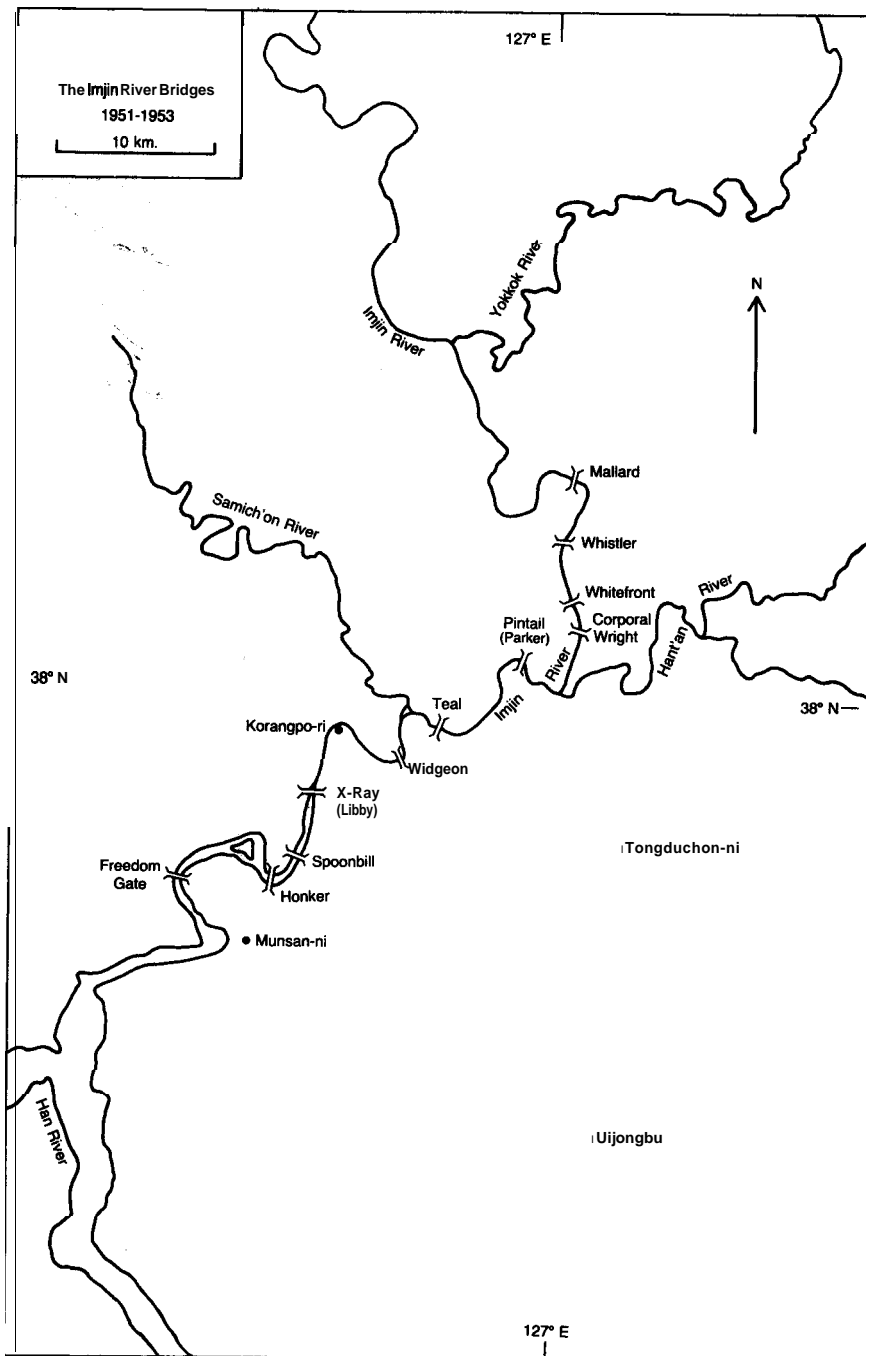 The Imjin River Bridges
1951-1953
10 km.
127° E
N
Yokkok River
Imjin River
Mallard
Samich'on River
Whistler
Whitefront
River
Pintail
(Parker)
Corporal
Wright
Hant'an
River
Imjin
38° N
38° N
Teal
Korangpo-ri
Widgeon
X-Ray
(Libby)
Spoonbill
Tongduchon-ni
Freedom
Gate
Honker
Munsan-ni
Uijongbu
Han River
127° E